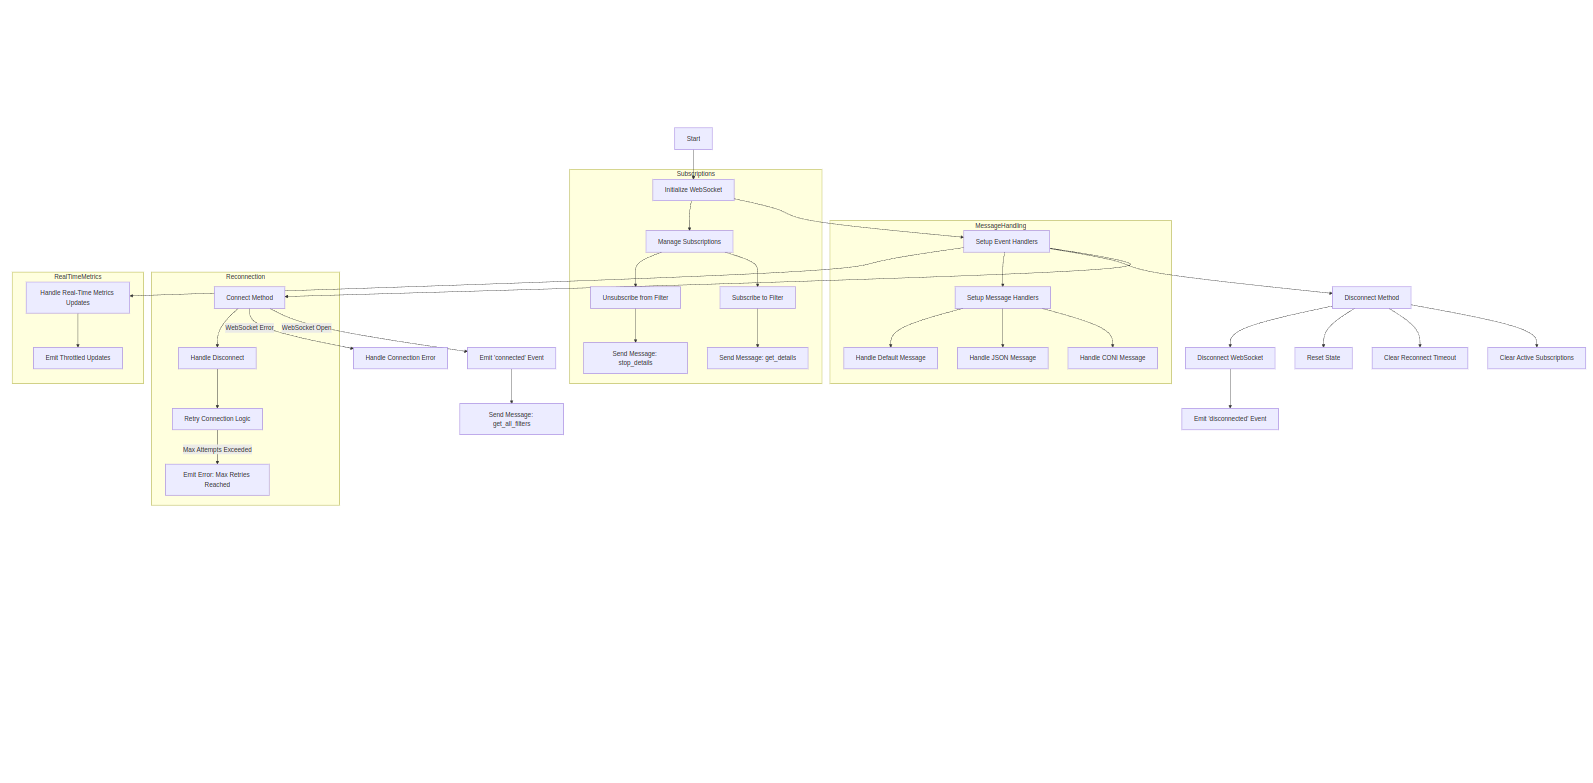 Start
Subscriptions
Initialize WebSocket
MessageHandling
Manage Subscriptions
Setup Event Handlers
RealTimeMetrics
Reconnection
Handle Real-Time Metrics
Updates
Connect Method
Unsubscribe from Filter
Subscribe to Filter
Setup Message Handlers
Disconnect Method
WebSocket Error
WebSocket Open
Emit Throttled Updates
Handle Disconnect
Handle Connection Error
Emit 'connected' Event
Send Message:
stop_details
Send Message: get_details
Handle Default Message
Handle JSON Message
Handle CONI Message
Disconnect WebSocket
Reset State
Clear Reconnect Timeout
Clear Active Subscriptions
Retry Connection Logic
Send Message:
get_all_filters
Emit 'disconnected' Event
Max Attempts Exceeded
Emit Error: Max Retries
Reached